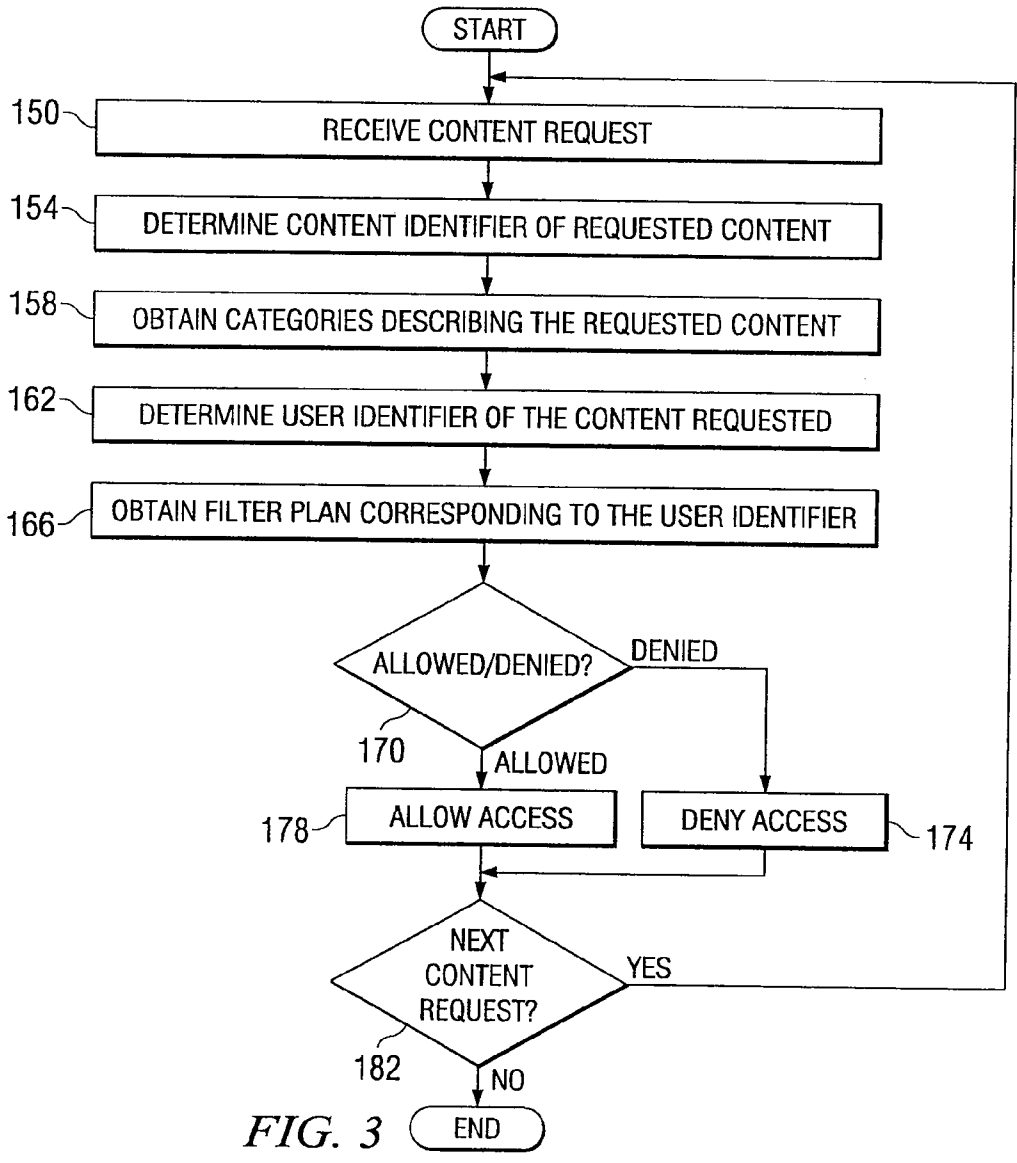 START
150
RECEIVE CONTENT REQUEST
154
DETERMINE CONTENT IDENTIFIER OF REQUESTED CONTENT
158
OBTAIN CATEGORIES DESCRIBING THE REQUESTED CONTENT
162
DETERMINE USER IDENTIFIER OF THE CONTENT REQUESTED
166
OBTAIN FILTER PLAN CORRESPONDING TO THE USER IDENTIFIER
ALLOWED/DENIED?
DENIED
170
ALLOWED
178
ALLOW ACCESS
DENY ACCESS
174
NEXT
CONTENT
REQUEST?
YES
182
NO
FIG. 3
END